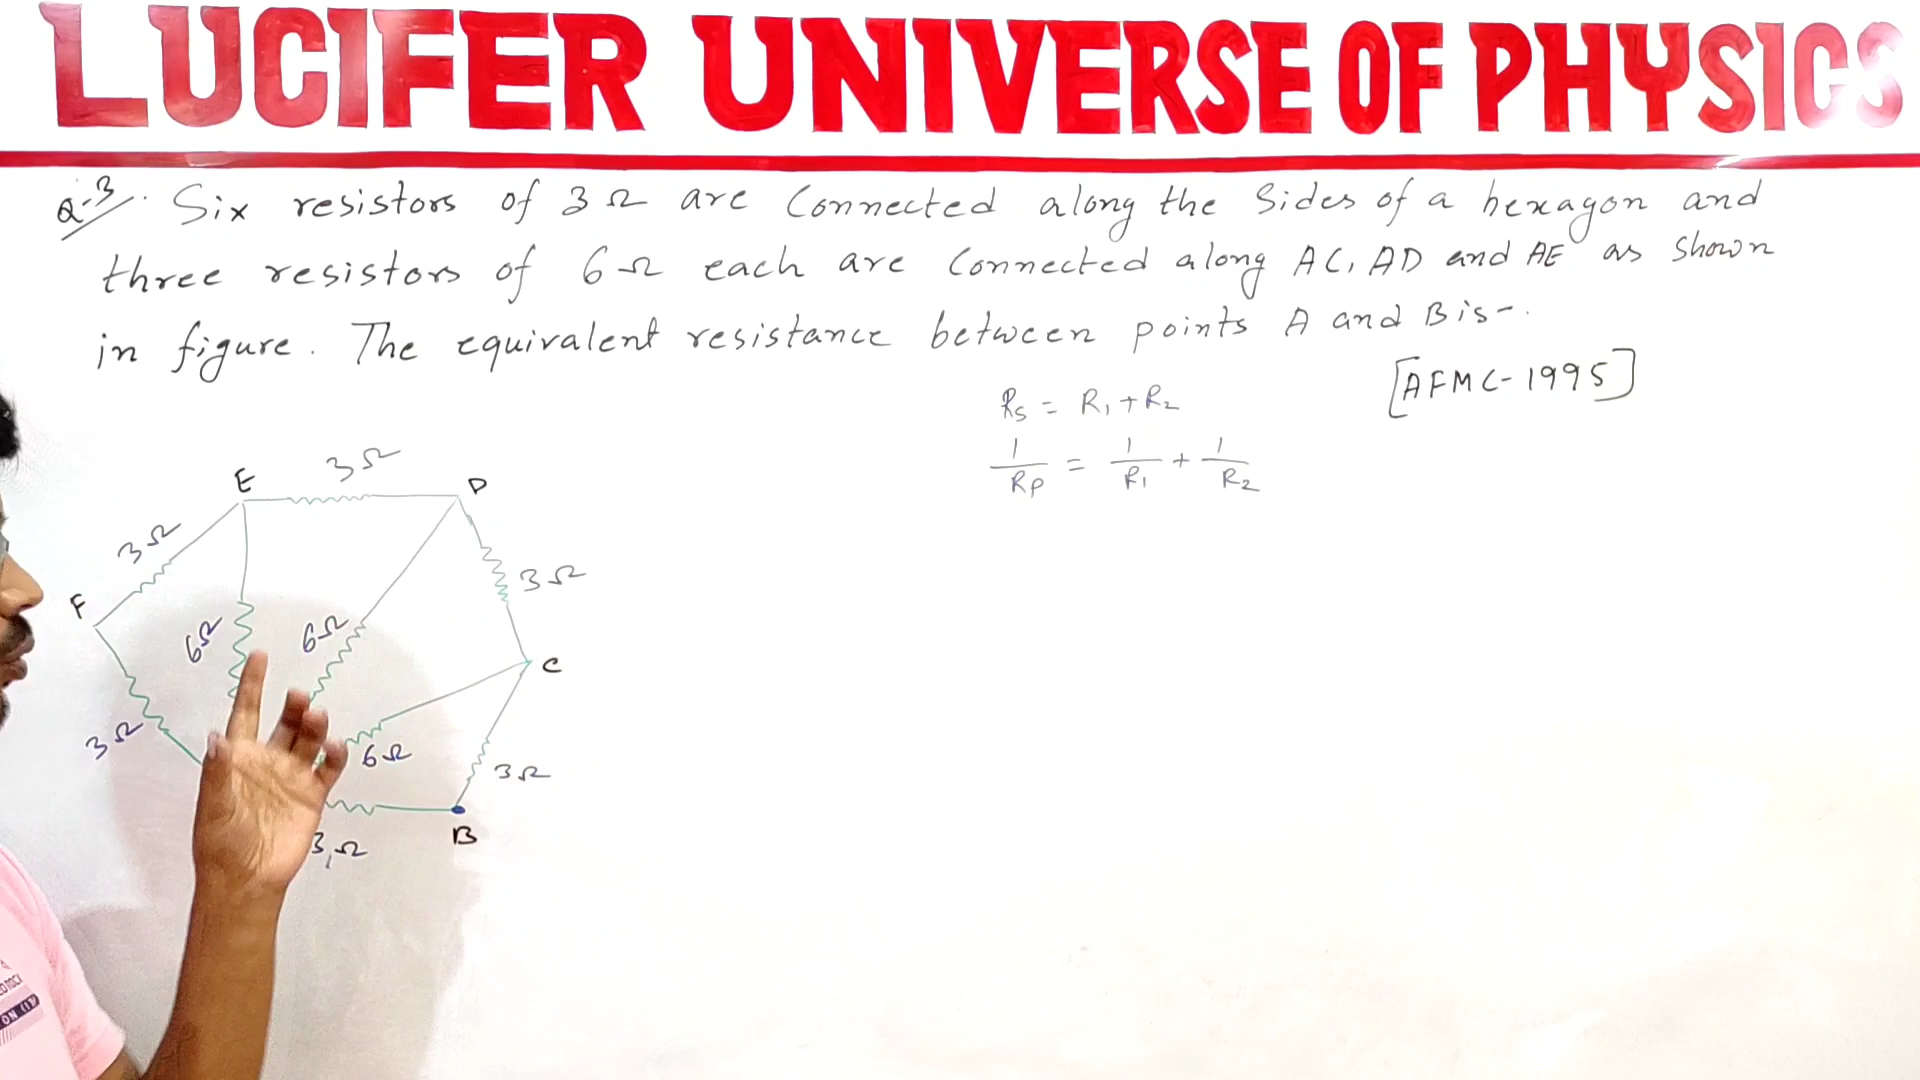 LUCIFER UNIVERSE OF PHYSICS
Q-3. Six resistors of 3Ω are Connected along the Sides of a hexagon and
three resistors of 6Ω each are Connected along AC, AD and AE as shown
in figure. The equivalent resistance between points A and B is-.
[AFMC-1995]
Rs = R1 + R2
1/Rp = 1/R1 + 1/R2
E 3Ω D
3Ω
3Ω
F
6Ω 6Ω
C
3Ω
6Ω
3Ω
3Ω
B
ON